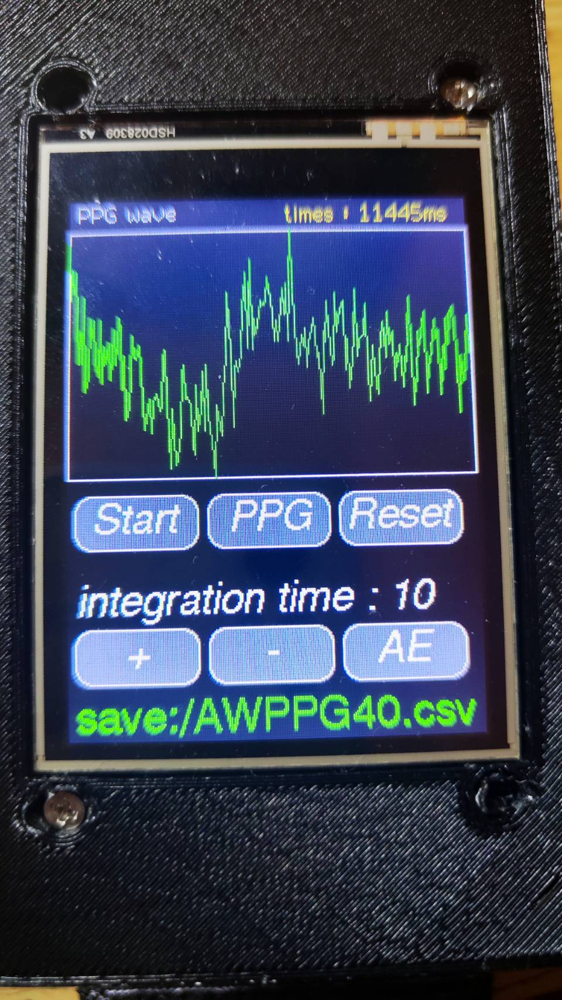 HSD028309 A3
PPG wave times : 11445ms
Start PPG Reset
integration time : 10
+ - AE
save:/AWPPG40.csv